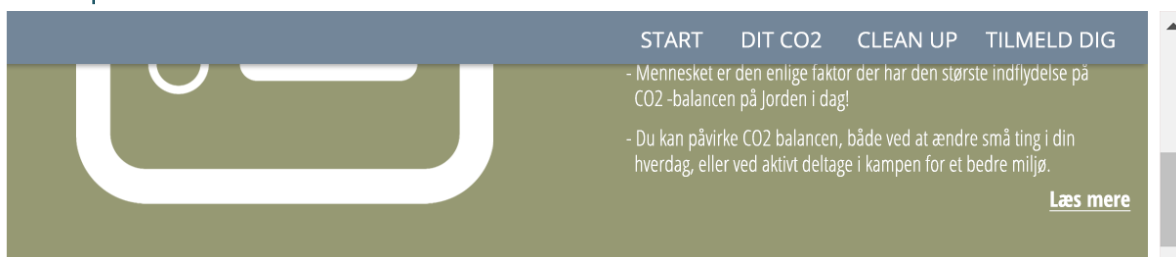 START DIT CO2 CLEAN UP TILMELD DIG
- Mennesket er den enlige faktor der har den største indflydelse på
CO2 -balancen på Jorden i dag!
- Du kan påvirke CO2 balancen, både ved at ændre små ting i din
hverdag, eller ved aktivt deltage i kampen for et bedre miljø.
Læs mere